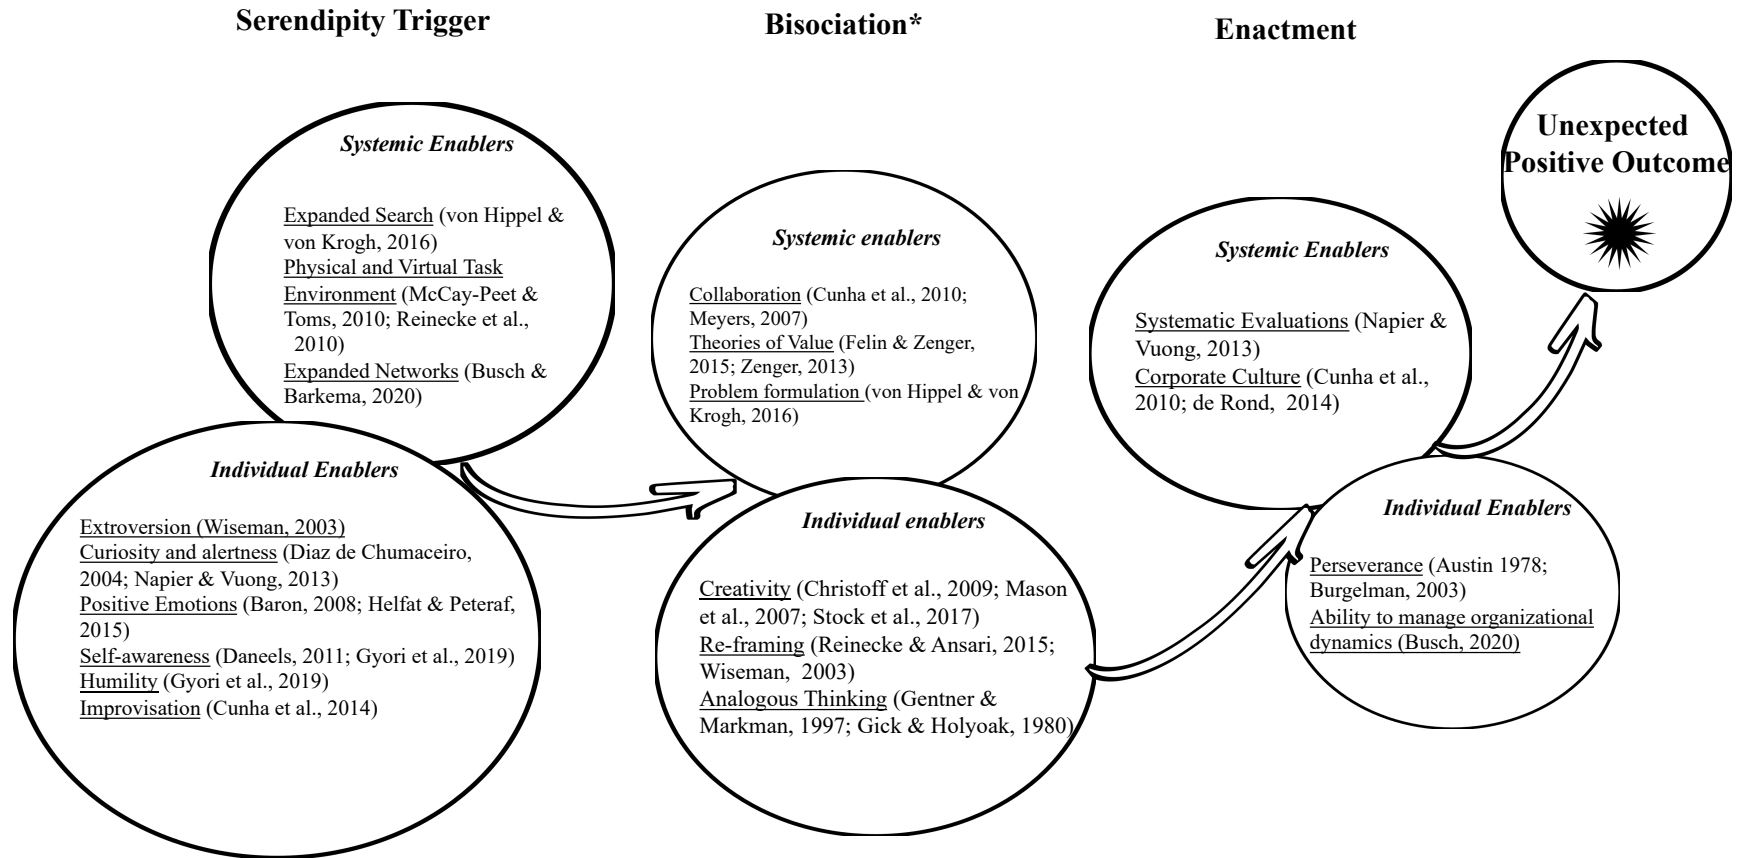 Serendipity Trigger
Bisociation*
Enactment
Systemic Enablers
Expanded Search (von Hippel &
von Krogh, 2016)
Physical and Virtual Task
Environment (McCay-Peet &
Toms, 2010; Reinecke et al.,
2010)
Expanded Networks (Busch &
Barkema, 2020)
Individual Enablers
Extroversion (Wiseman, 2003)
Curiosity and alertness (Diaz de Chumaceiro,
2004; Napier & Vuong, 2013)
Positive Emotions (Baron, 2008; Helfat & Peteraf,
2015)
Self-awareness (Daneels, 2011; Gyori et al., 2019)
Humility (Gyori et al., 2019)
Improvisation (Cunha et al., 2014)
Systemic enablers
Collaboration (Cunha et al., 2010;
Meyers, 2007)
Theories of Value (Felin & Zenger,
2015; Zenger, 2013)
Problem formulation (von Hippel & von
Krogh, 2016)
Individual enablers
Creativity (Christoff et al., 2009; Mason
et al., 2007; Stock et al., 2017)
Re-framing (Reinecke & Ansari, 2015;
Wiseman, 2003)
Analogous Thinking (Gentner &
Markman, 1997; Gick & Holyoak, 1980)
Systemic Enablers
Systematic Evaluations (Napier &
Vuong, 2013)
Corporate Culture (Cunha et al.,
2010; de Rond, 2014)
Individual Enablers
Perseverance (Austin 1978;
Burgelman, 2003)
Ability to manage organizational
dynamics (Busch, 2020)
Unexpected
Positive Outcome